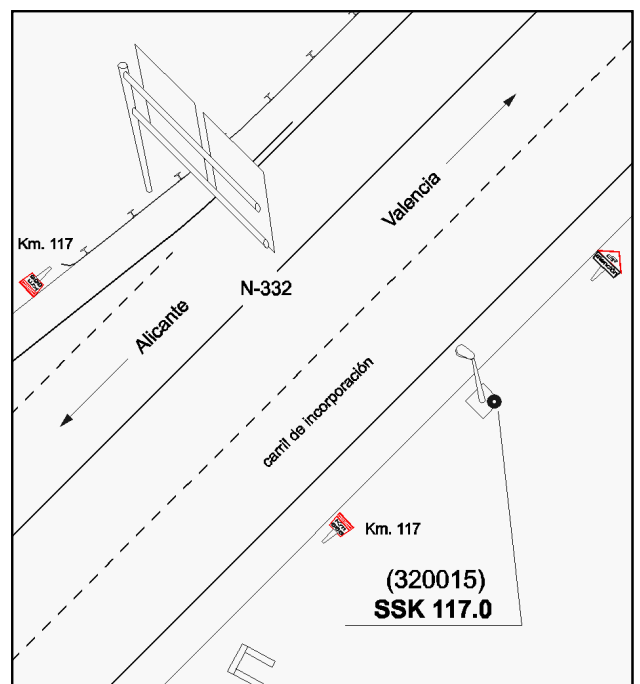 Valencia
Km. 117
N-332
Alicante
carril de incorporación
Km. 117
(320015)
SSK 117.0